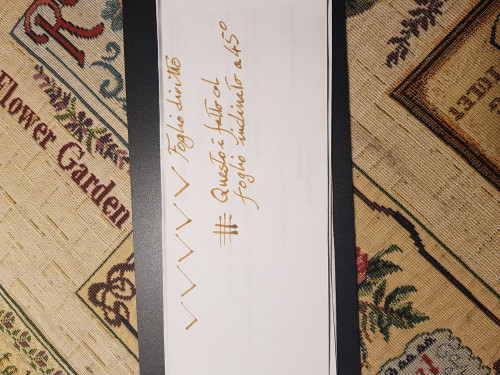 Foglio diritto
Questo è fatto col
foglio inclinato a 45°
Flower Garden